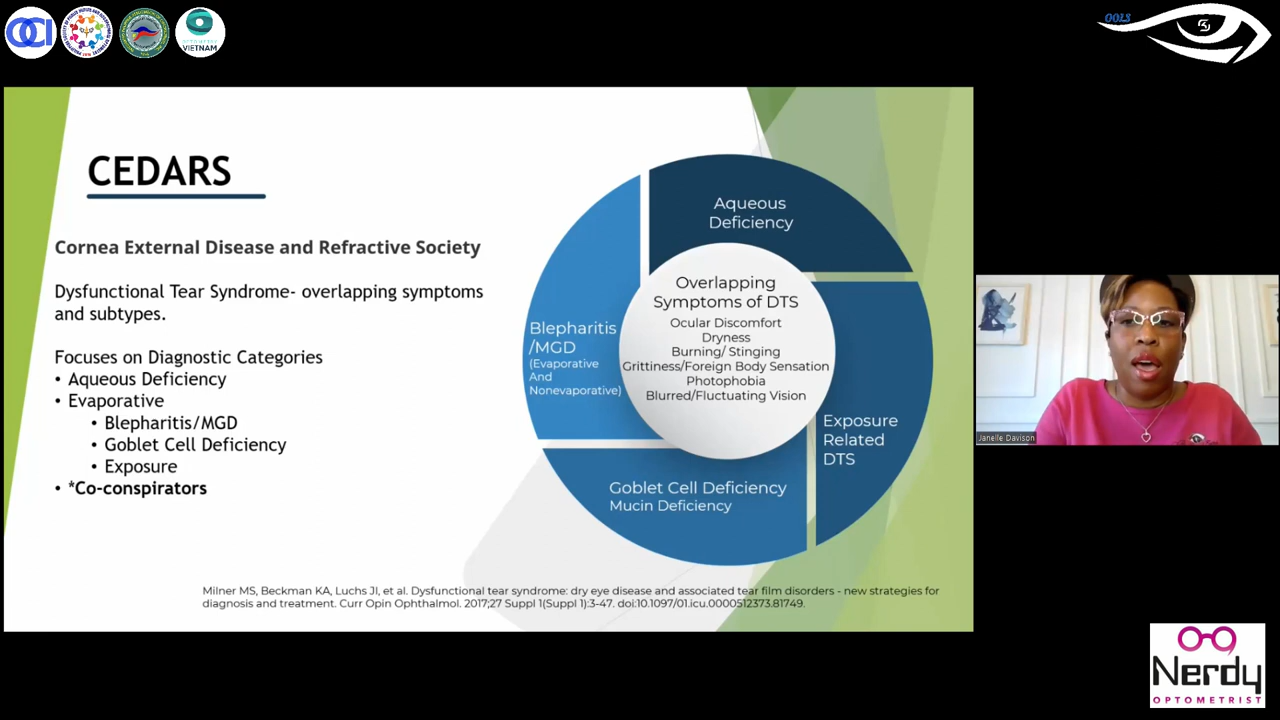 OCI
VIETNAM
OOLS
CEDARS
Cornea External Disease and Refractive Society
Dysfunctional Tear Syndrome- overlapping symptoms
and subtypes.
Focuses on Diagnostic Categories
• Aqueous Deficiency
• Evaporative
• Blepharitis/MGD
• Goblet Cell Deficiency
• Exposure
• *Co-conspirators
Aqueous
Deficiency
Overlapping
Symptoms of DTS
Ocular Discomfort
Dryness
Burning/ Stinging
Grittiness/Foreign Body Sensation
Photophobia
Blurred/Fluctuating Vision
Blepharitis
/MGD
(Evaporative
And
Nonevaporative)
Exposure
Related
DTS
Goblet Cell Deficiency
Mucin Deficiency
Milner MS, Beckman KA, Luchs JI, et al. Dysfunctional tear syndrome: dry eye disease and associated tear film disorders - new strategies for
diagnosis and treatment. Curr Opin Ophthalmol. 2017;27 Suppl 1(Suppl 1):3-47. doi:10.1097/01.icu.0000512373.81749.
Janelle Davison
Nerdy
OPTOMETRIST